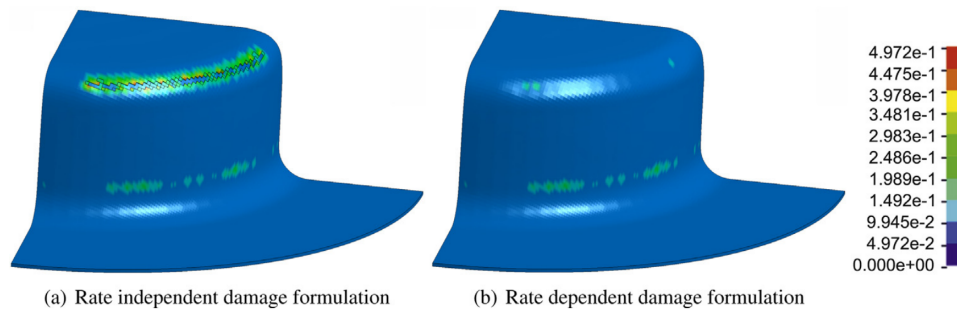 4.972e-1
4.475e-1
3.978e-1
3.481e-1
2.983e-1
2.486e-1
1.989e-1
1.492e-1
9.945e-2
4.972e-2
0.000e+00
(a) Rate independent damage formulation
(b) Rate dependent damage formulation